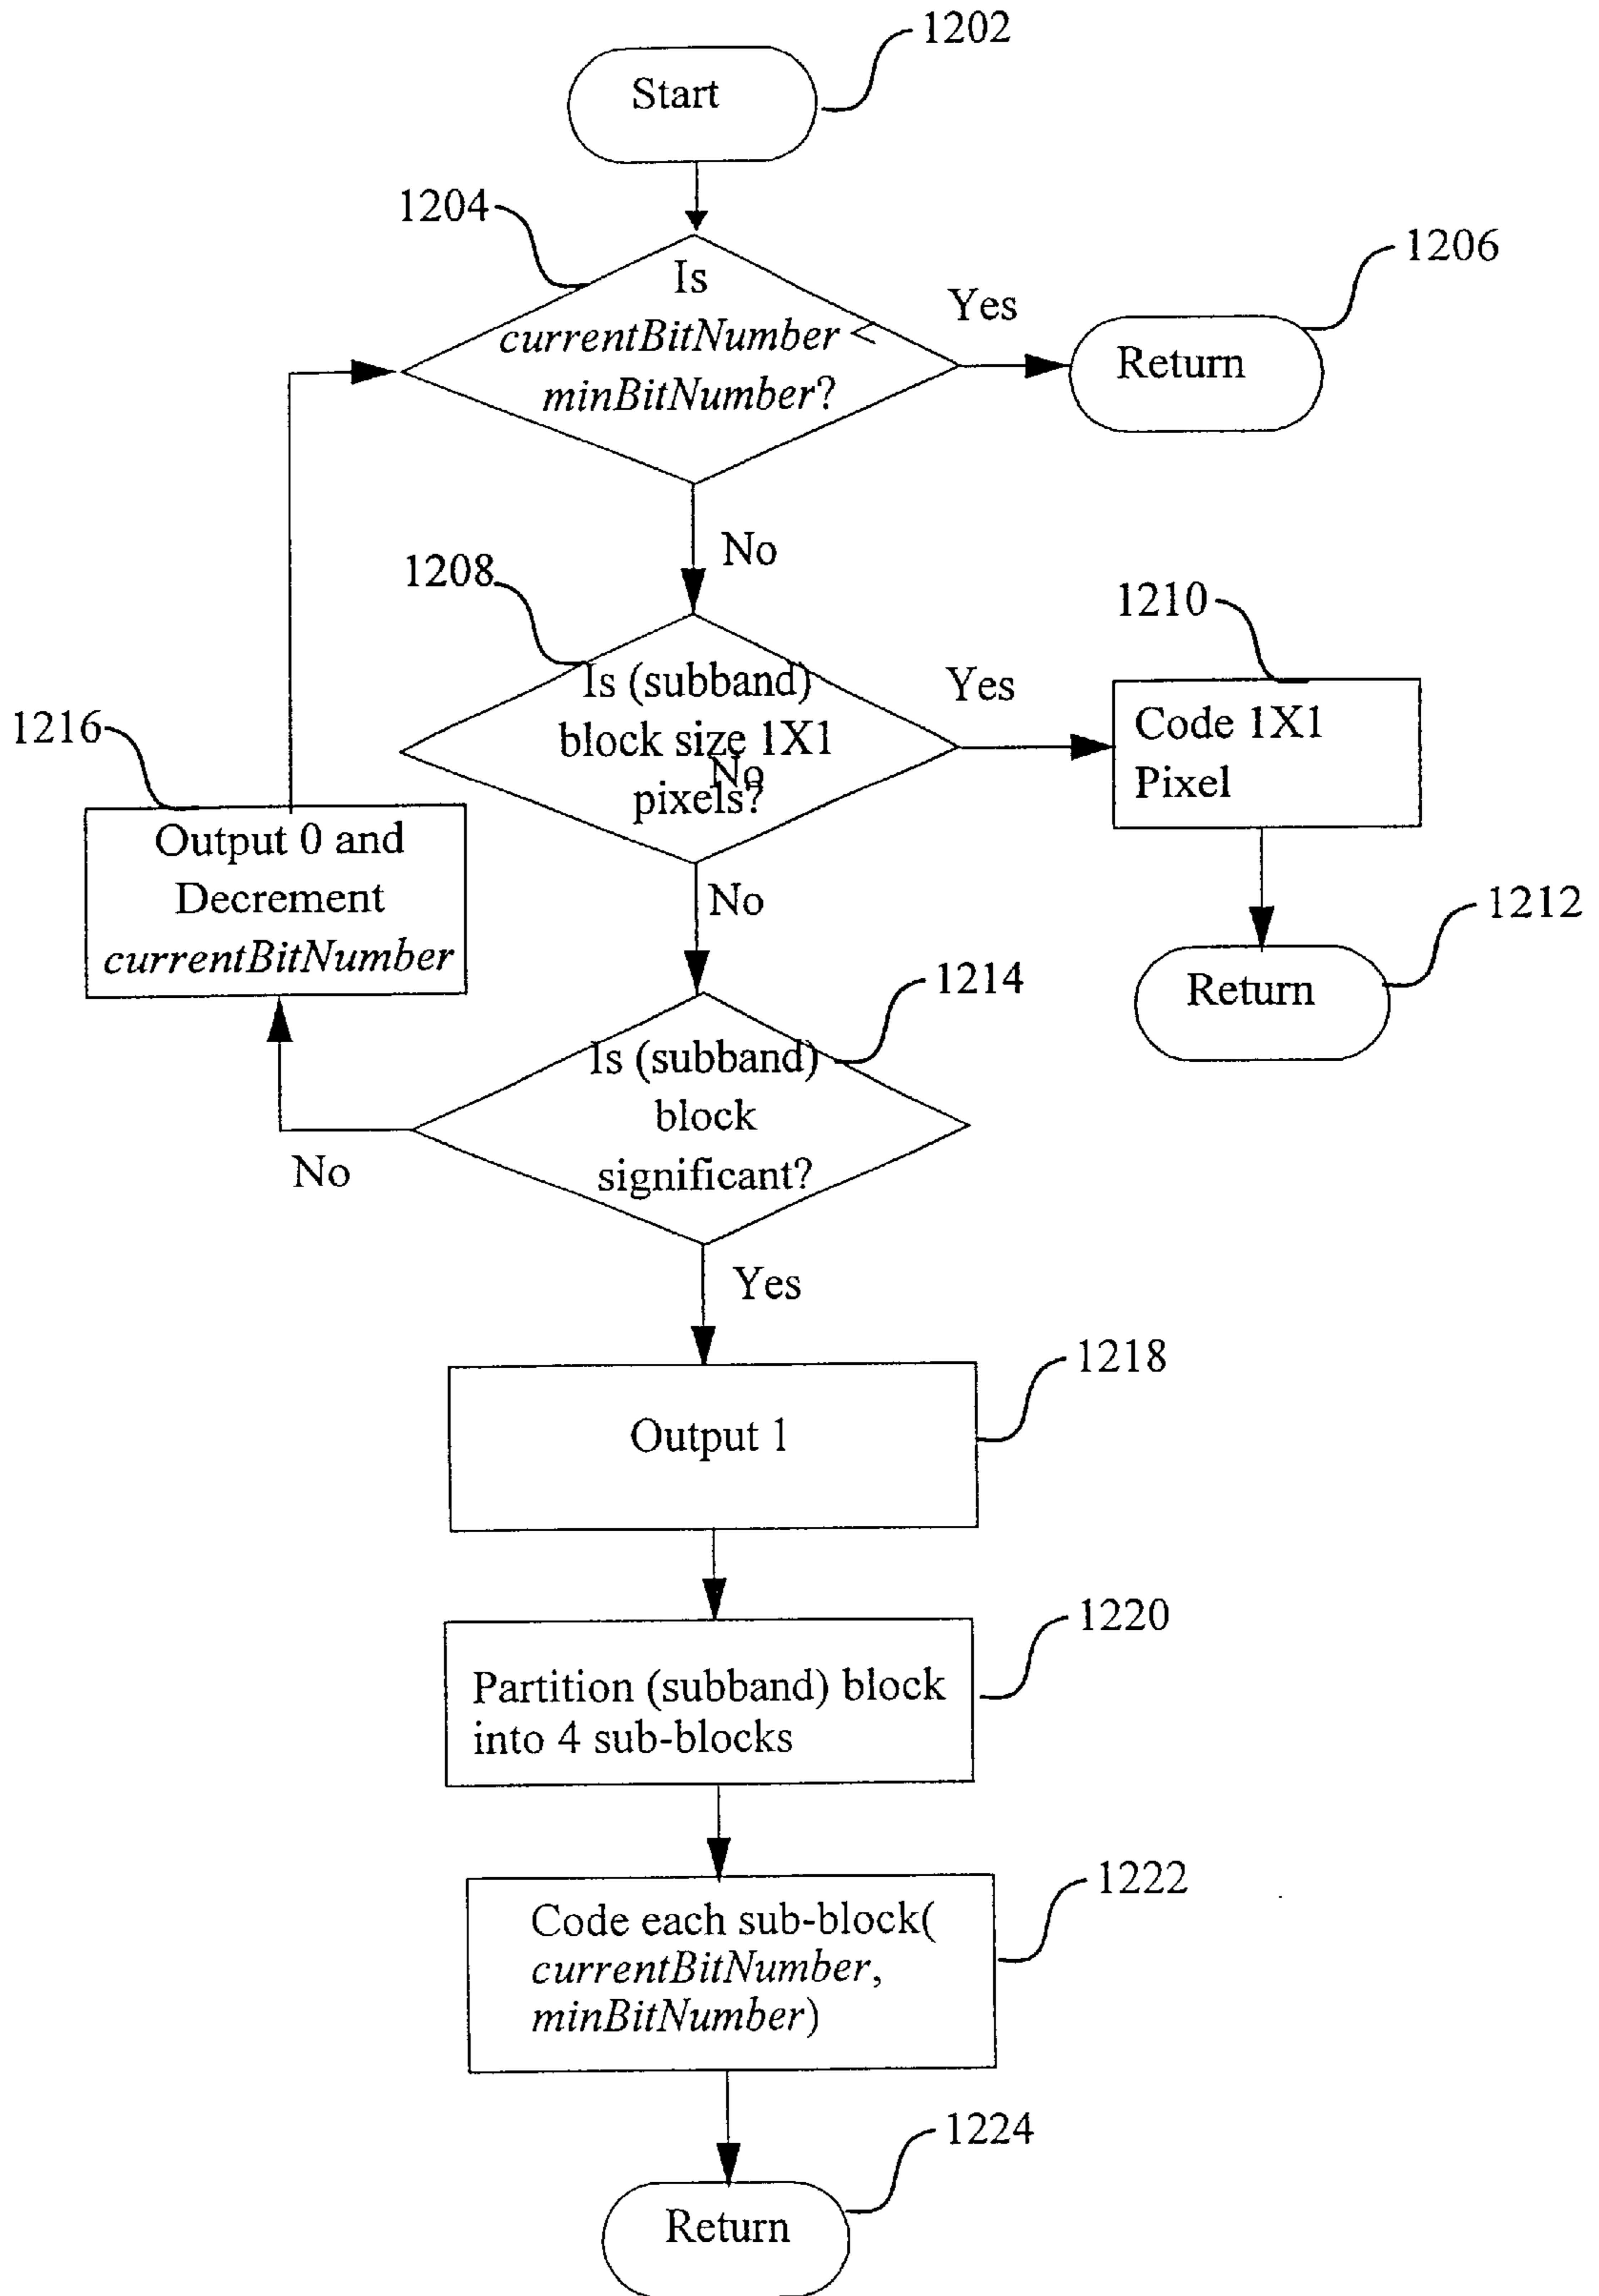 1202
Start
1204
Is
currentBitNumber <
minBitNumber?
Yes
1206
Return
No
1208
Is (subband)
block size 1X1
No
pixels?
Yes
1210
Code 1X1
Pixel
1212
Return
1216
Output 0 and
Decrement
currentBitNumber
No
1214
Is (subband)
block
significant?
No
Yes
1218
Output 1
1220
Partition (subband) block
into 4 sub-blocks
1222
Code each sub-block(
currentBitNumber,
minBitNumber)
1224
Return